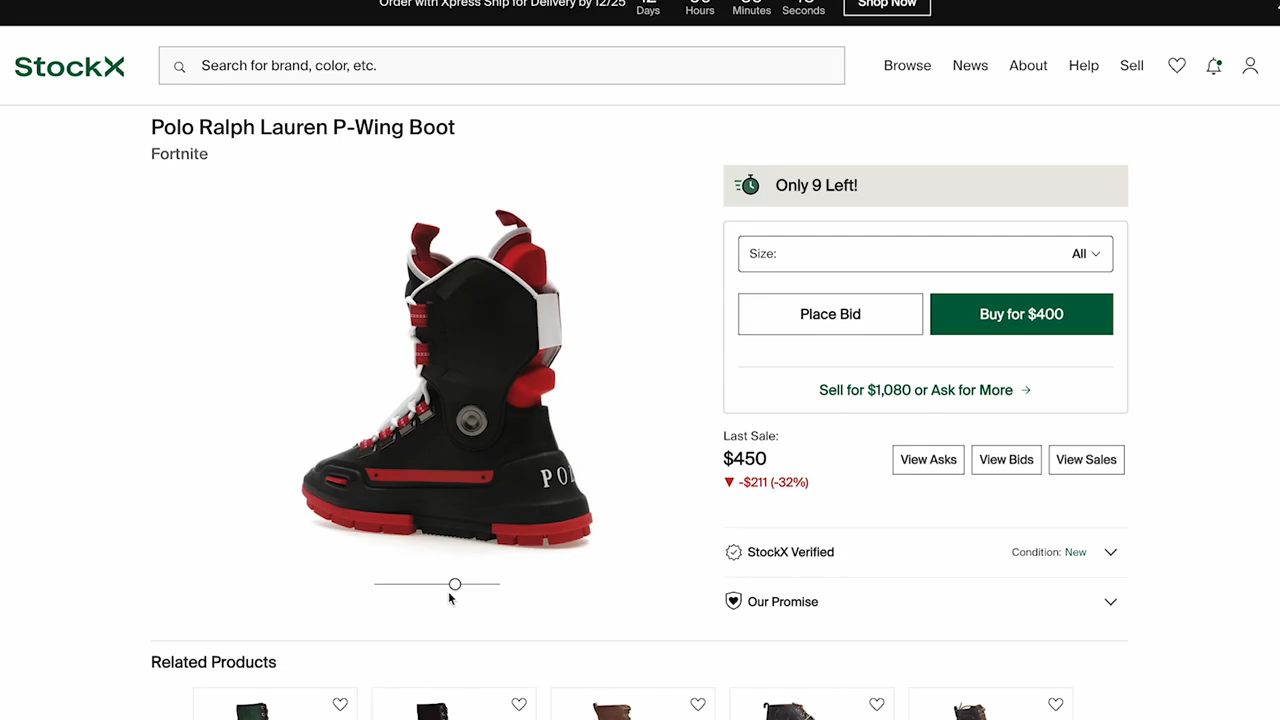 Order with Xpress Ship for Delivery by 12/25
Days
Hours
Minutes
Seconds
Shop Now
StockX
Search for brand, color, etc.
Browse
News
About
Help
Sell
Polo Ralph Lauren P-Wing Boot
Fortnite
Only 9 Left!
Size:
All
Place Bid
Buy for $400
Sell for $1,080 or Ask for More →
Last Sale:
$450
▼ -$211 (-32%)
View Asks
View Bids
View Sales
StockX Verified
Condition: New
Our Promise
Related Products